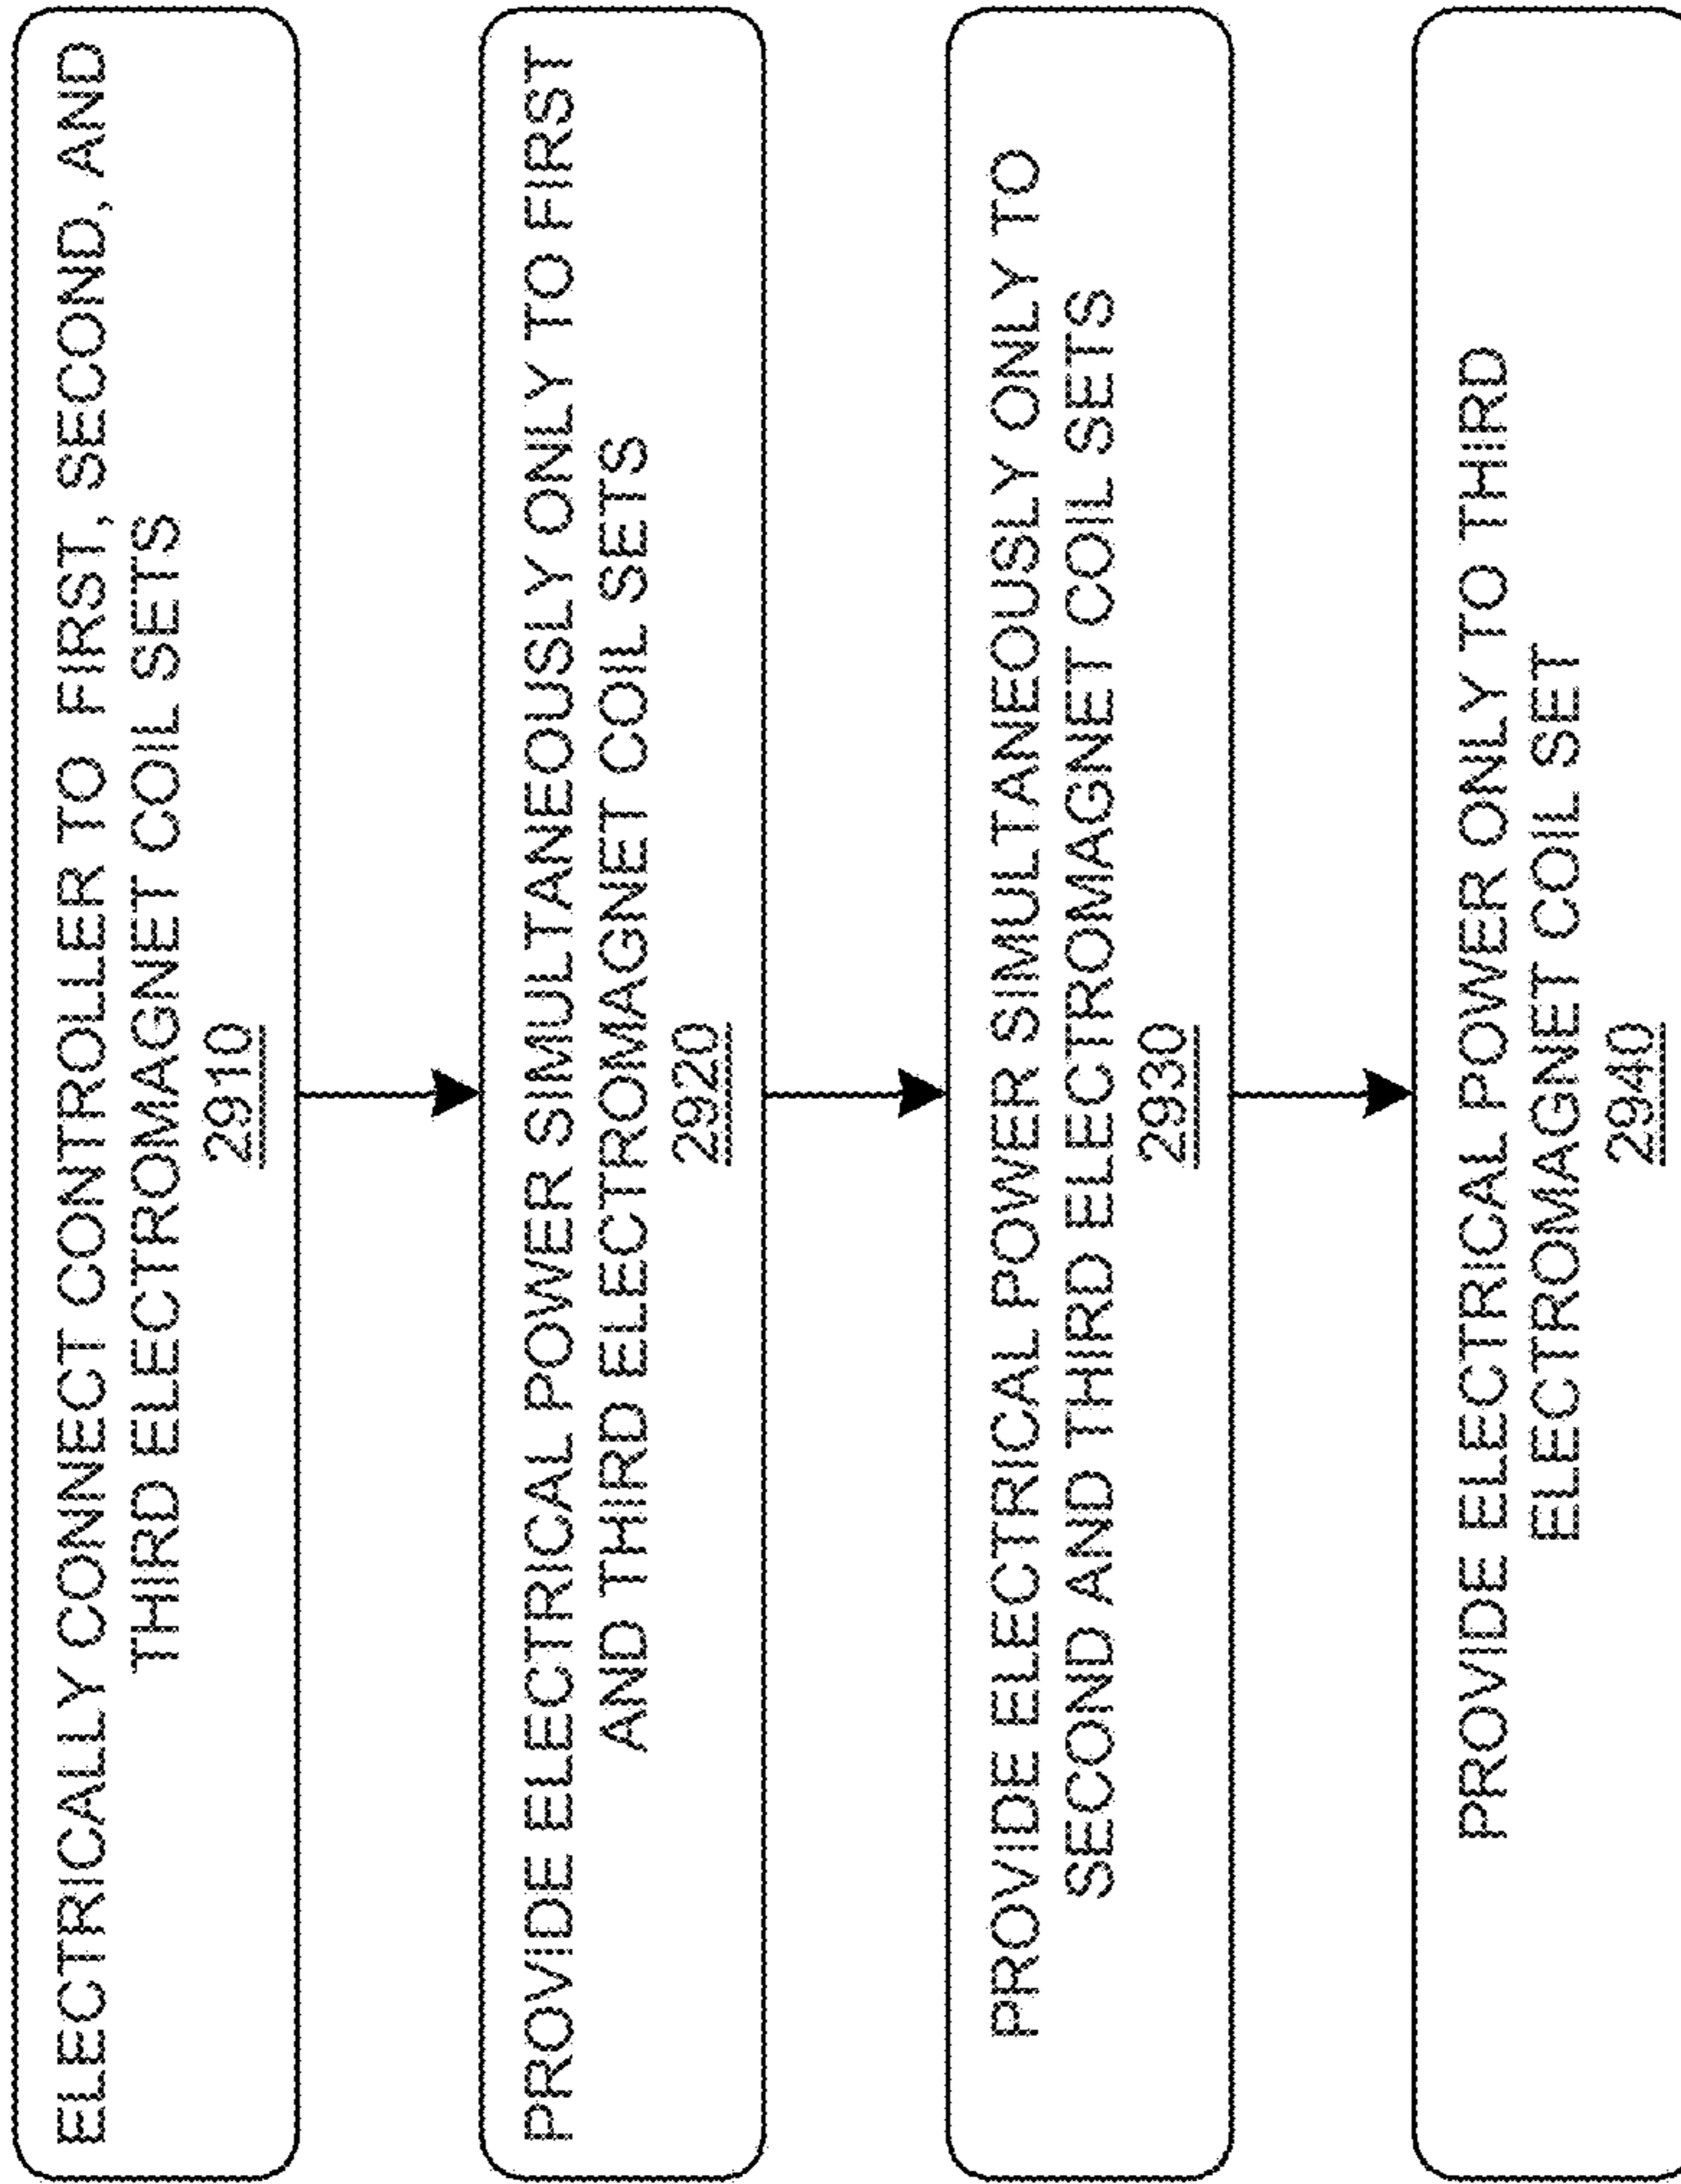 ELECTRICALLY CONNECT CONTROLLER TO FIRST, SECOND, AND
THIRD ELECTROMAGNET COIL SETS
2910
PROVIDE ELECTRICAL POWER SIMULTANEOUSLY ONLY TO FIRST
AND THIRD ELECTROMAGNET COIL SETS
2920
PROVIDE ELECTRICAL POWER SIMULTANEOUSLY ONLY TO
SECOND AND THIRD ELECTROMAGNET COIL SETS
2930
PROVIDE ELECTRICAL POWER ONLY TO THIRD
ELECTROMAGNET COIL SET
2940